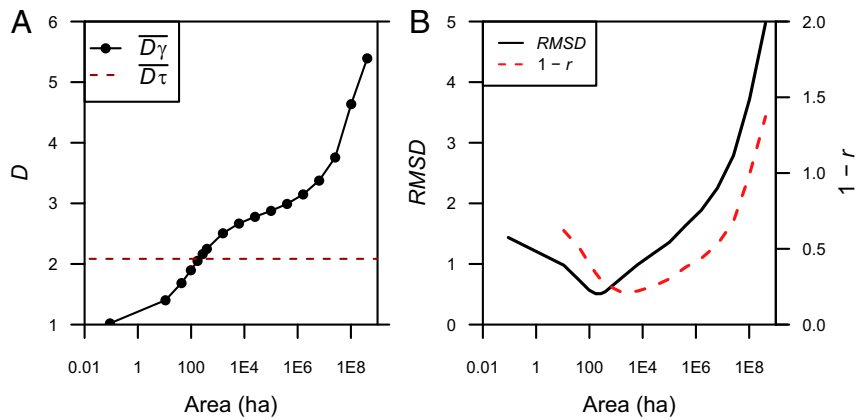 A
D̅γ̅
D̅τ̅
D
6
5
4
3
2
1
0.01 1 100 1E4 1E6 1E8
Area (ha)
B
RMSD
1 − r
RMSD
5
4
3
2
1
0
2.0
1.5
1.0
0.5
0.0
1 − r
0.01 1 100 1E4 1E6 1E8
Area (ha)